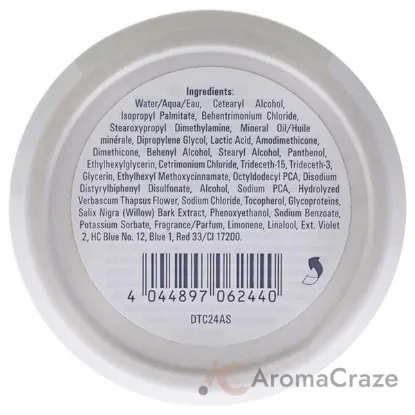 Ingredients:
Water/Aqua/Eau, Cetearyl Alcohol,
Isopropyl Palmitate, Behentrimonium Chloride,
Stearoxypropyl Dimethylamine, Mineral Oil/Huile
minérale, Dipropylene Glycol, Lactic Acid, Amodimethicone,
Dimethicone, Behenyl Alcohol, Stearyl Alcohol, Panthenol,
Ethylhexylglycerin, Cetrimonium Chloride, Trideceth-15, Trideceth-3,
Glycerin, Ethylhexyl Methoxycinnamate, Octyldodecyl PCA, Disodium
Distyrylbiphenyl Disulfonate, Alcohol, Sodium PCA, Hydrolyzed
Verbascum Thapsus Flower, Sodium Chloride, Tocopherol, Glycoproteins,
Salix Nigra (Willow) Bark Extract, Phenoxyethanol, Sodium Benzoate,
Potassium Sorbate, Fragrance/Parfum, Limonene, Linalool, Ext. Violet
2, HC Blue No. 12, Blue 1, Red 33/CI 17200.
4 044897 062440
DTC24AS
AC AromaCraze